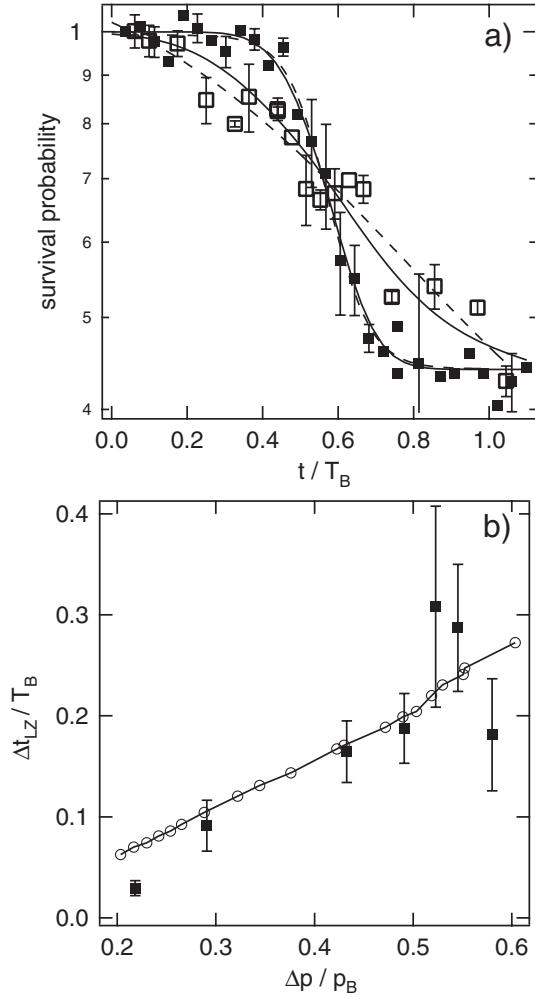 a)
1
9
8
7
6
5
4
survival probability
0.0 0.2 0.4 0.6 0.8 1.0
t / T_B
b)
0.4
0.3
0.2
0.1
0.0
Δt_LZ / T_B
0.2 0.3 0.4 0.5 0.6
Δp / p_B